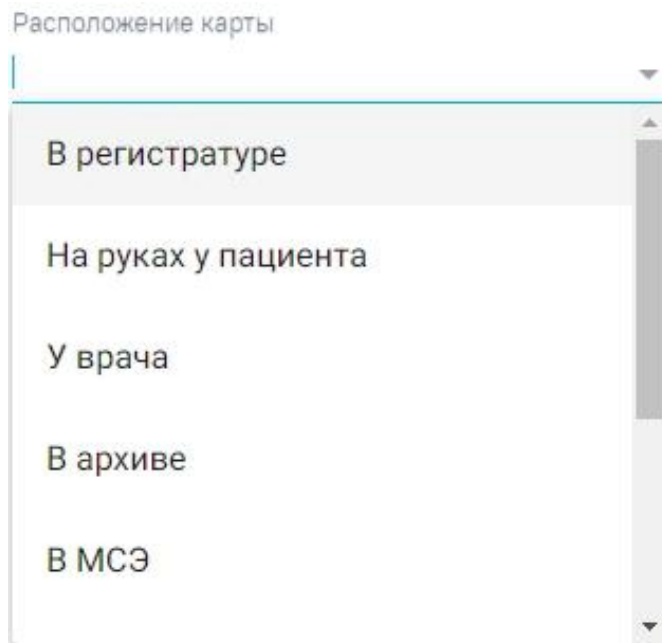 Расположение карты
В регистратуре
На руках у пациента
У врача
В архиве
В МСЭ